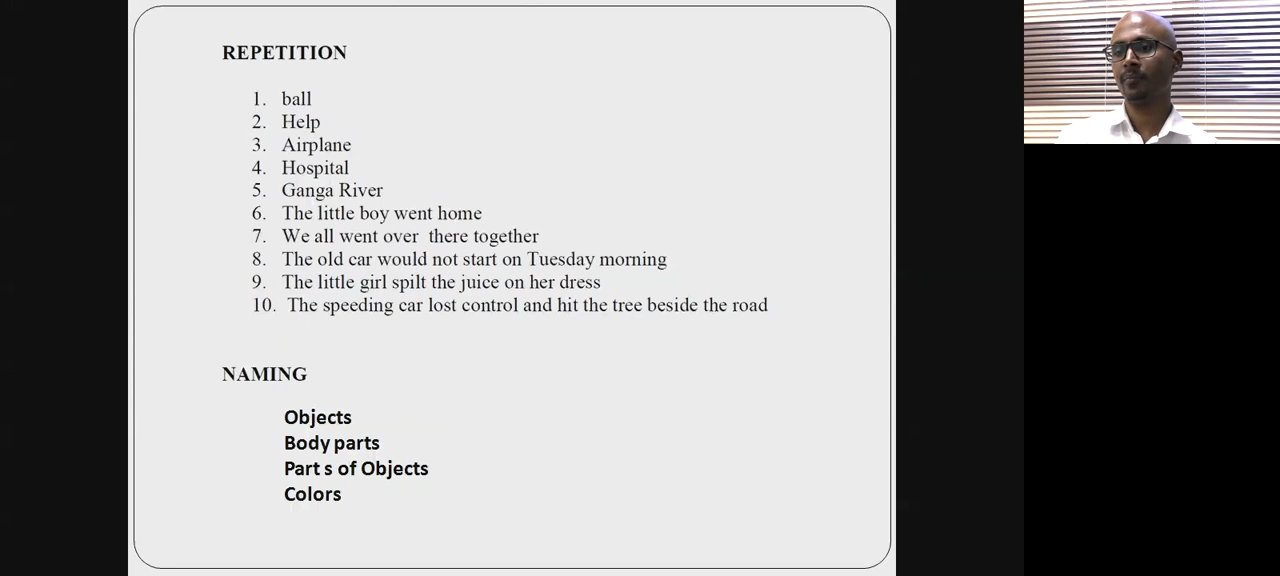 REPETITION
1. ball
2. Help
3. Airplane
4. Hospital
5. Ganga River
6. The little boy went home
7. We all went over there together
8. The old car would not start on Tuesday morning
9. The little girl spilt the juice on her dress
10. The speeding car lost control and hit the tree beside the road
NAMING
Objects
Body parts
Part s of Objects
Colors